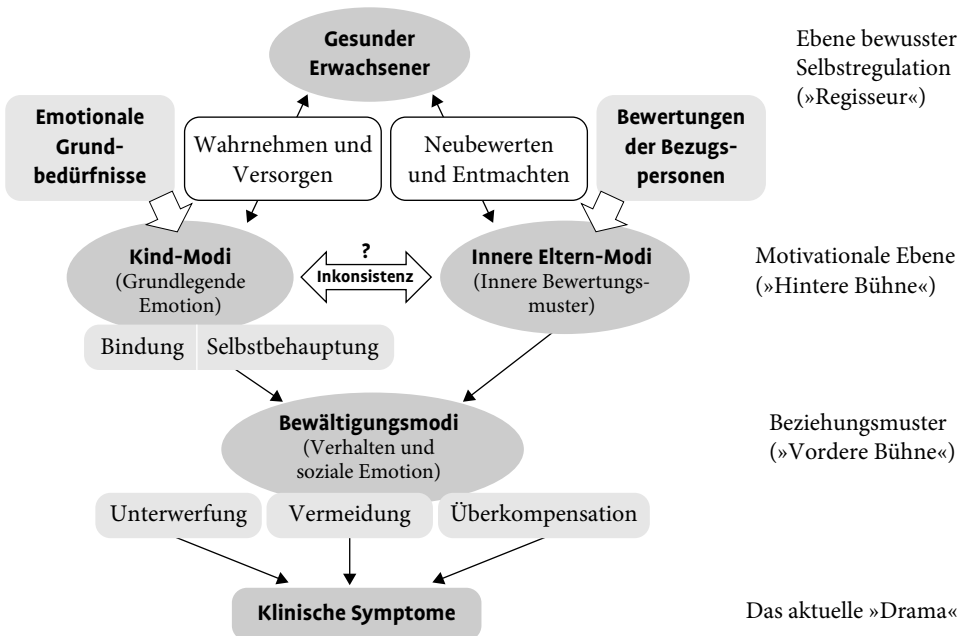 Gesunder
Erwachsener
Ebene bewusster
Selbstregulation
(»Regisseur«)
Emotionale
Grund-
bedürfnisse
Wahrnehmen und
Versorgen
Neubewerten
und Entmachten
Bewertungen
der Bezugs-
personen
Kind-Modi
(Grundlegende
Emotion)
?
Inkonsistenz
Innere Eltern-Modi
(Innere Bewertungs-
muster)
Motivationale Ebene
(»Hintere Bühne«)
Bindung
Selbstbehauptung
Bewältigungsmodi
(Verhalten und
soziale Emotion)
Beziehungsmuster
(»Vordere Bühne«)
Unterwerfung
Vermeidung
Überkompensation
Klinische Symptome
Das aktuelle »Drama«